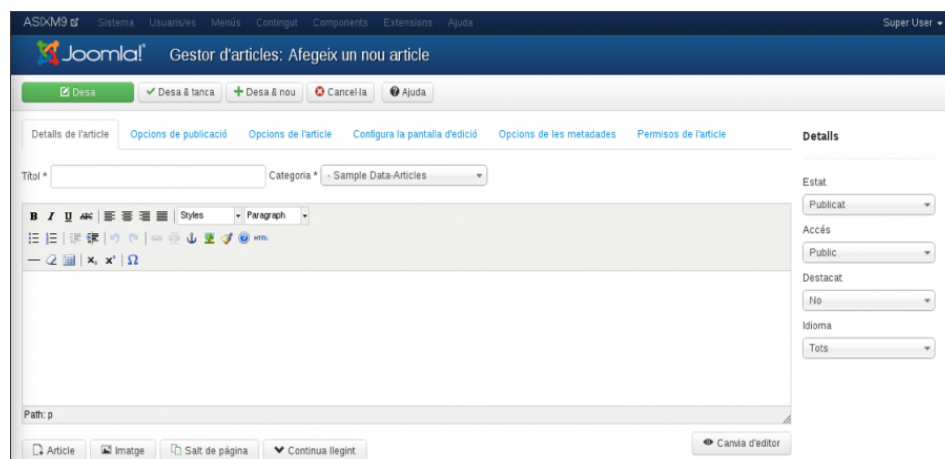 ASIXM9 Sistema Usuaris/es Menús Contingut Components Extensions Ajuda Super User
Joomla! Gestor d'articles: Afegeix un nou article
Desa Desa & tanca Desa & nou Cancel·la Ajuda
Detalls de l'article Opcions de publicació Opcions de l'article Configura la pantalla d'edició Opcions de les metadades Permisos de l'article Detalls
Títol * Categoria * - Sample Data-Articles
Estat
Publicat
B I U ABC Styles Paragraph
Accés
HTML
Public
Destacat
No
Idioma
Tots
Path: p
Article Imatge Salt de página Continua llegint Canvia d'editor